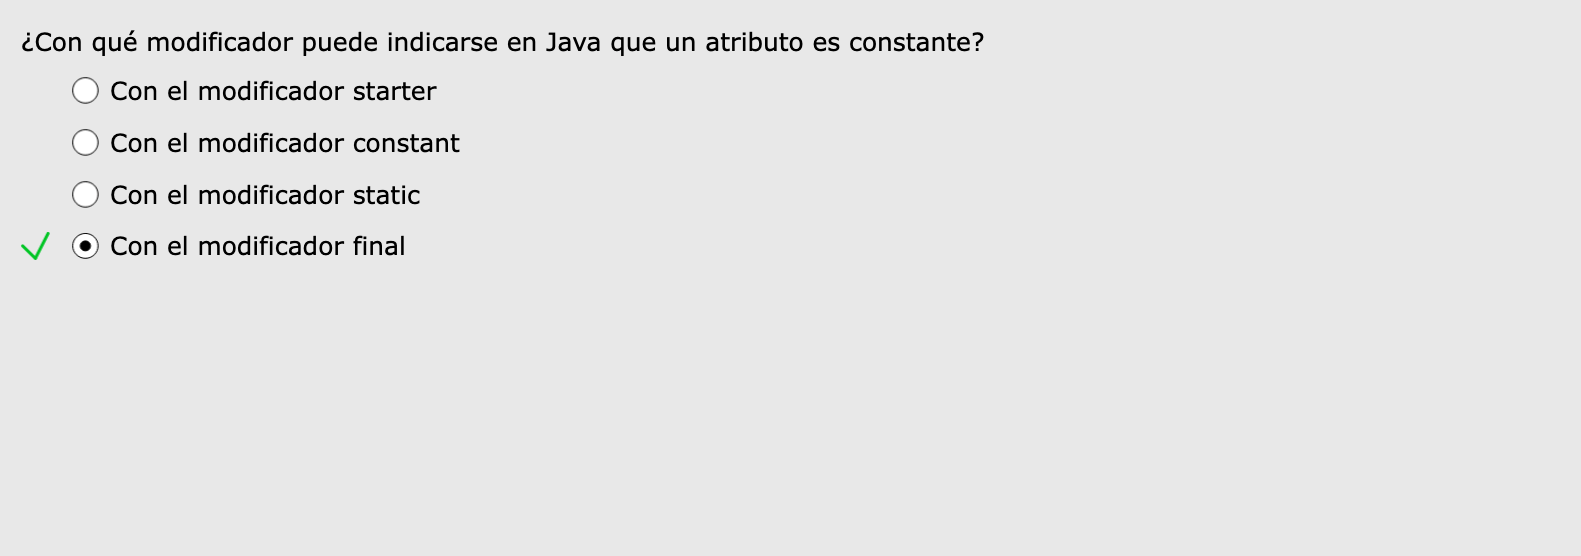 ¿Con qué modificador puede indicarse en Java que un atributo es constante?
Con el modificador starter
Con el modificador constant
Con el modificador static
Con el modificador final